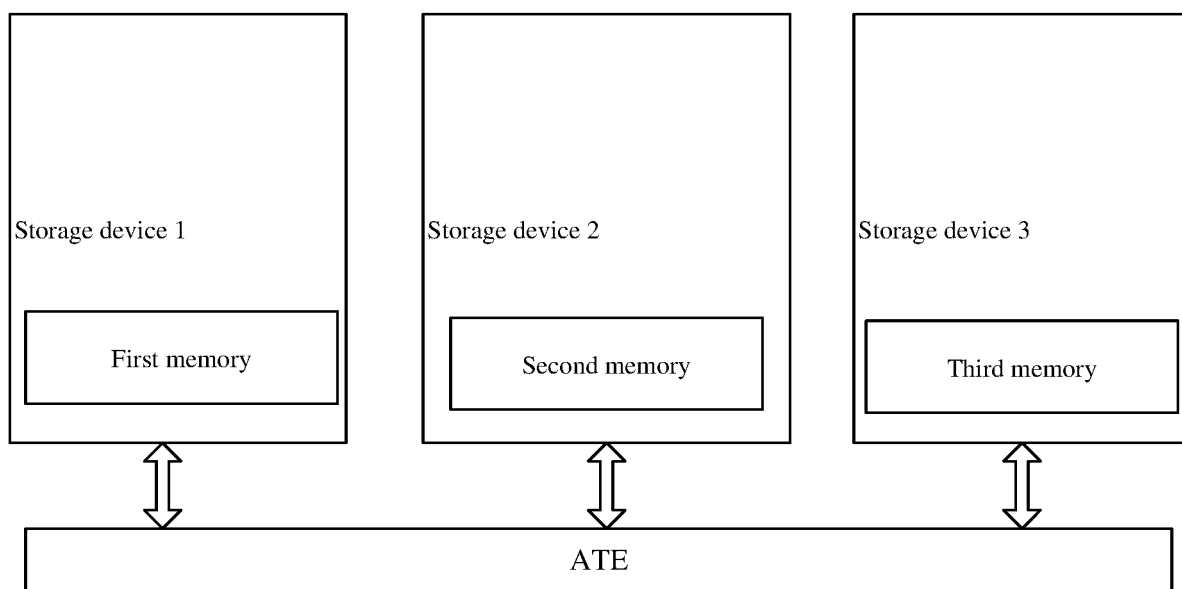 Storage device 1
Storage device 2
Storage device 3
First memory
Second memory
Third memory
ATE